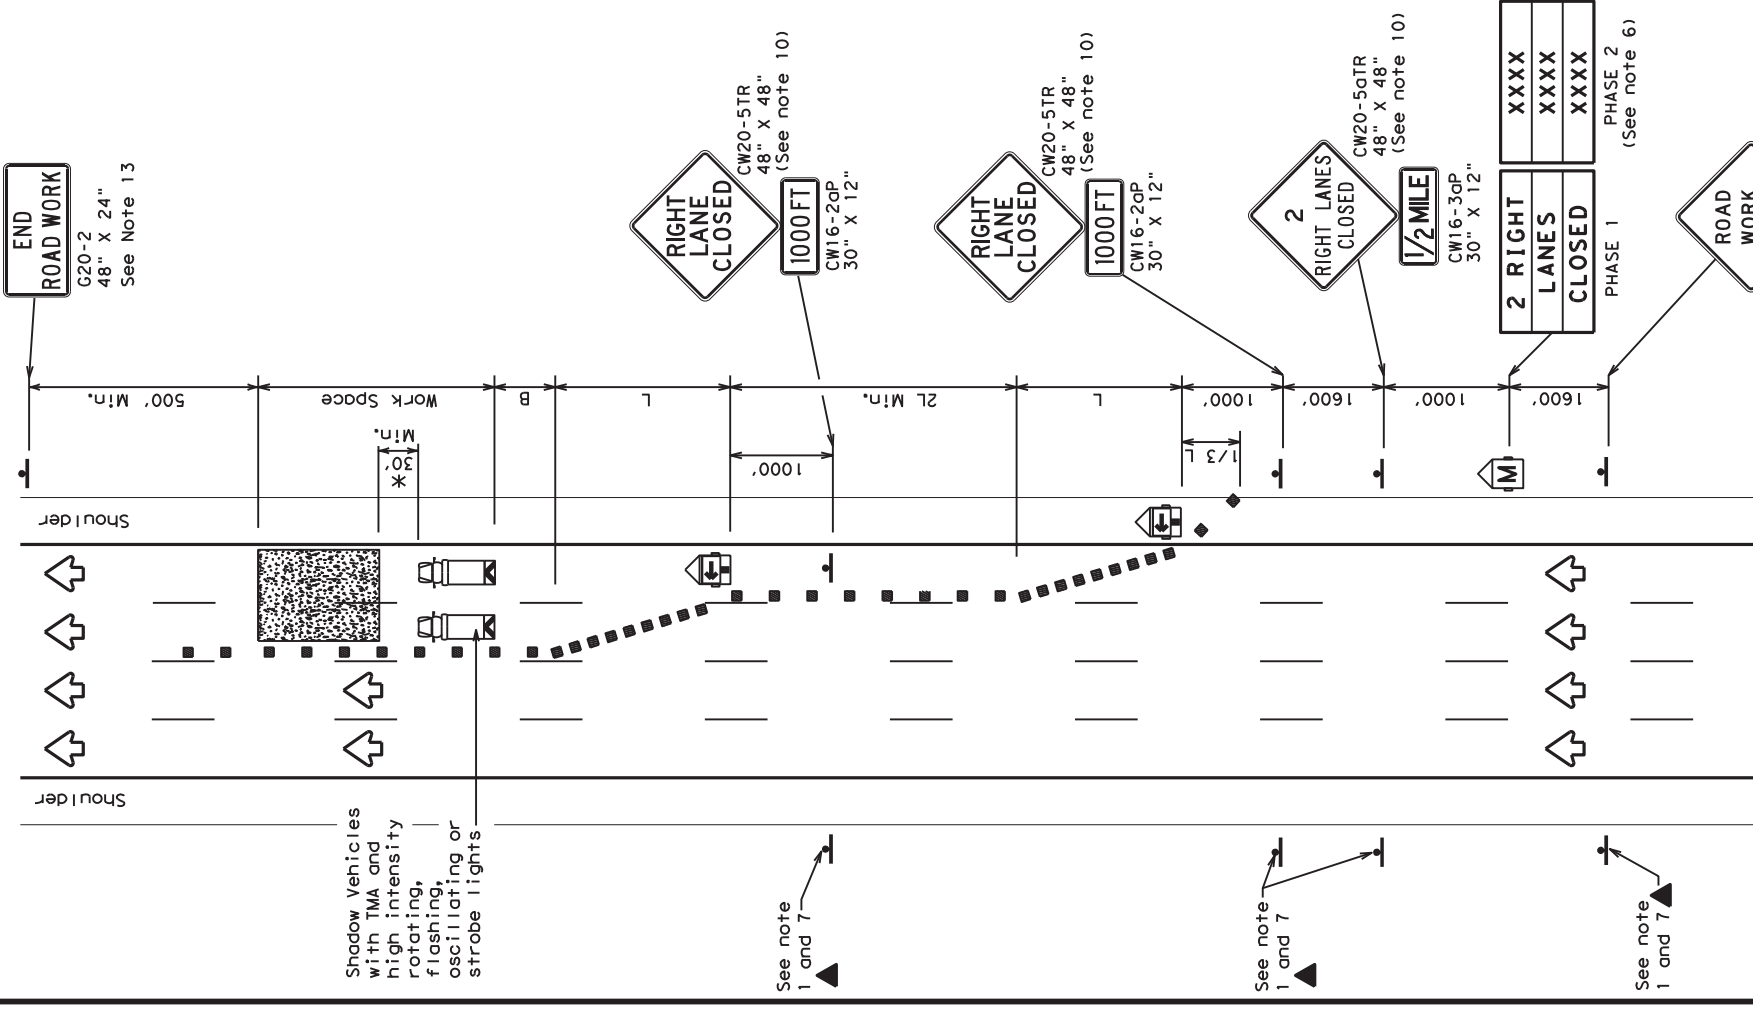 END
ROAD WORK
G20-2
48" X 24"
See Note 13
RIGHT
LANE
CLOSED
CW20-5TR
48" X 48"
(See note 10)
1000 FT
CW16-2aP
30" X 12"
RIGHT
LANE
CLOSED
CW20-5TR
48" X 48"
(See note 10)
1000 FT
CW16-2aP
30" X 12"
2
RIGHT LANES
CLOSED
CW20-5aTR
48" X 48"
(See note 10)
1/2 MILE
CW16-3aP
30" X 12"
XXXX
XXXX
XXXX
PHASE 2
(See note 6)
2 RIGHT
LANES
CLOSED
PHASE 1
ROAD
WORK
500' Min.
Work Space
B
L
2L Min.
L
1000'
1600'
1000'
1600'
*
30'
Min.
1000'
1/3 L
M
Shoulder
Shoulder
Shadow Vehicles
with TMA and
high intensity
rotating,
flashing,
oscillating or
strobe lights
See note
1 and 7
See note
1 and 7
See note
1 and 7